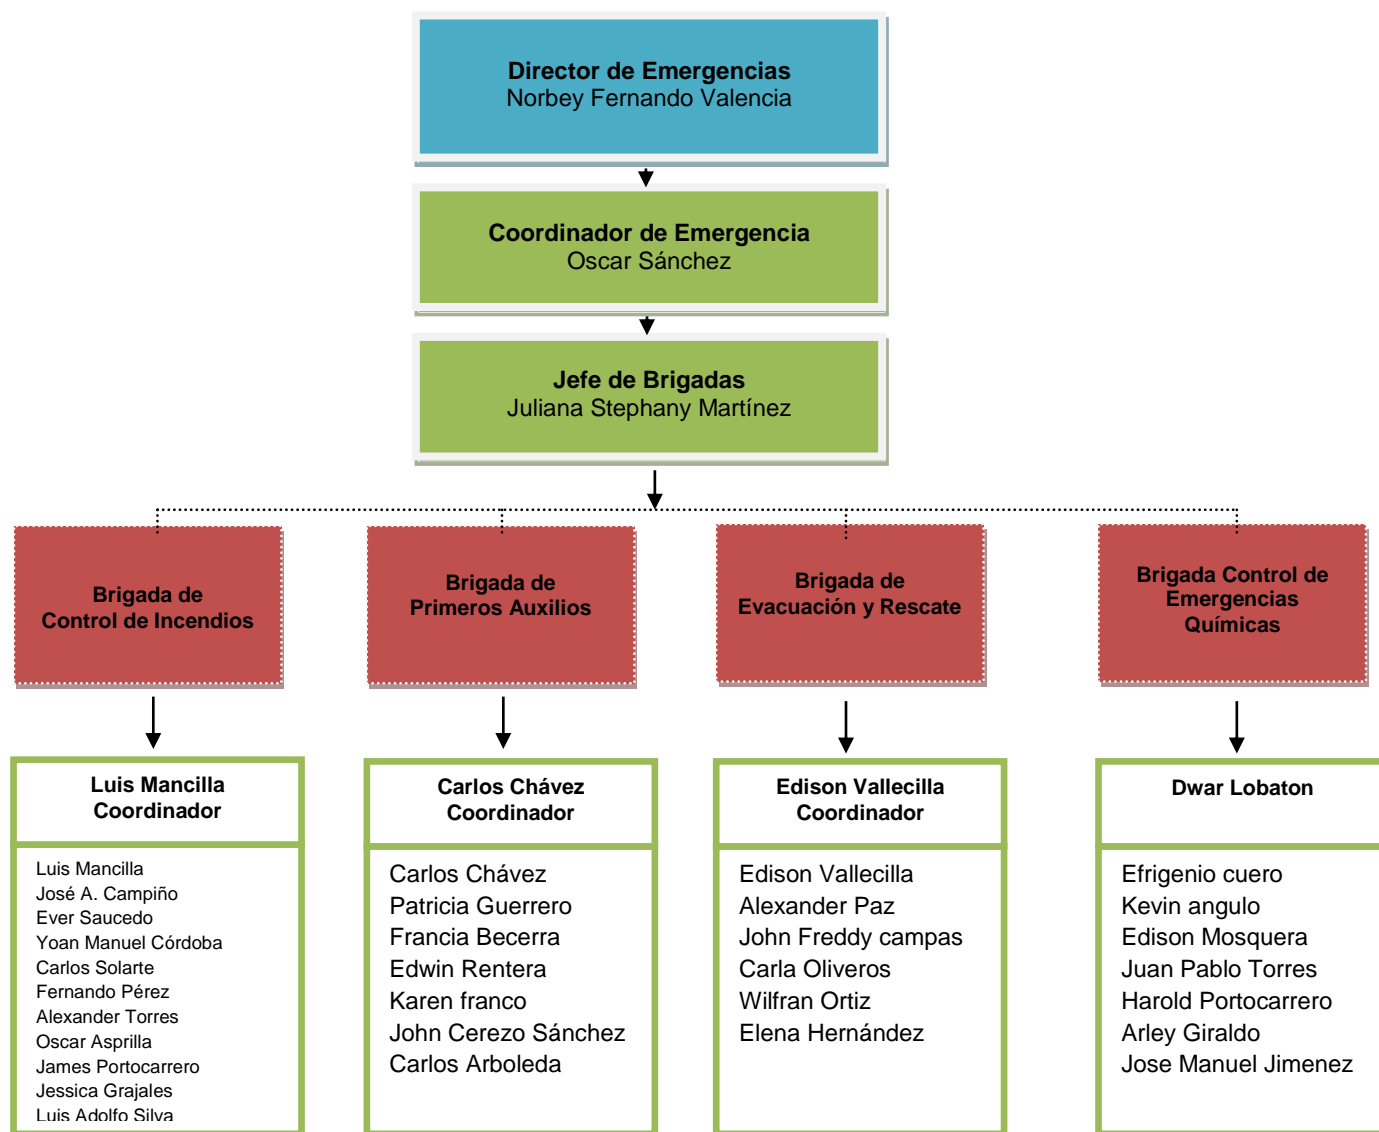 Director de Emergencias
Norbey Fernando Valencia
Coordinador de Emergencia
Oscar Sánchez
Jefe de Brigadas
Juliana Stephany Martínez
Brigada de
Control de Incendios
Brigada de
Primeros Auxilios
Brigada de
Evacuación y Rescate
Brigada Control de
Emergencias
Químicas
Luis Mancilla
Coordinador
Luis Mancilla
José A. Campiño
Ever Saucedo
Yoan Manuel Córdoba
Carlos Solarte
Fernando Pérez
Alexander Torres
Oscar Asprilla
James Portocarrero
Jessica Grajales
Luis Adolfo Silva
Carlos Chávez
Coordinador
Carlos Chávez
Patricia Guerrero
Francia Becerra
Edwin Rentera
Karen franco
John Cerezo Sánchez
Carlos Arboleda
Edison Vallecilla
Coordinador
Edison Vallecilla
Alexander Paz
John Freddy campas
Carla Oliveros
Wilfran Ortiz
Elena Hernández
Dwar Lobaton
Efrigenio cuero
Kevin angulo
Edison Mosquera
Juan Pablo Torres
Harold Portocarrero
Arley Giraldo
Jose Manuel Jimenez